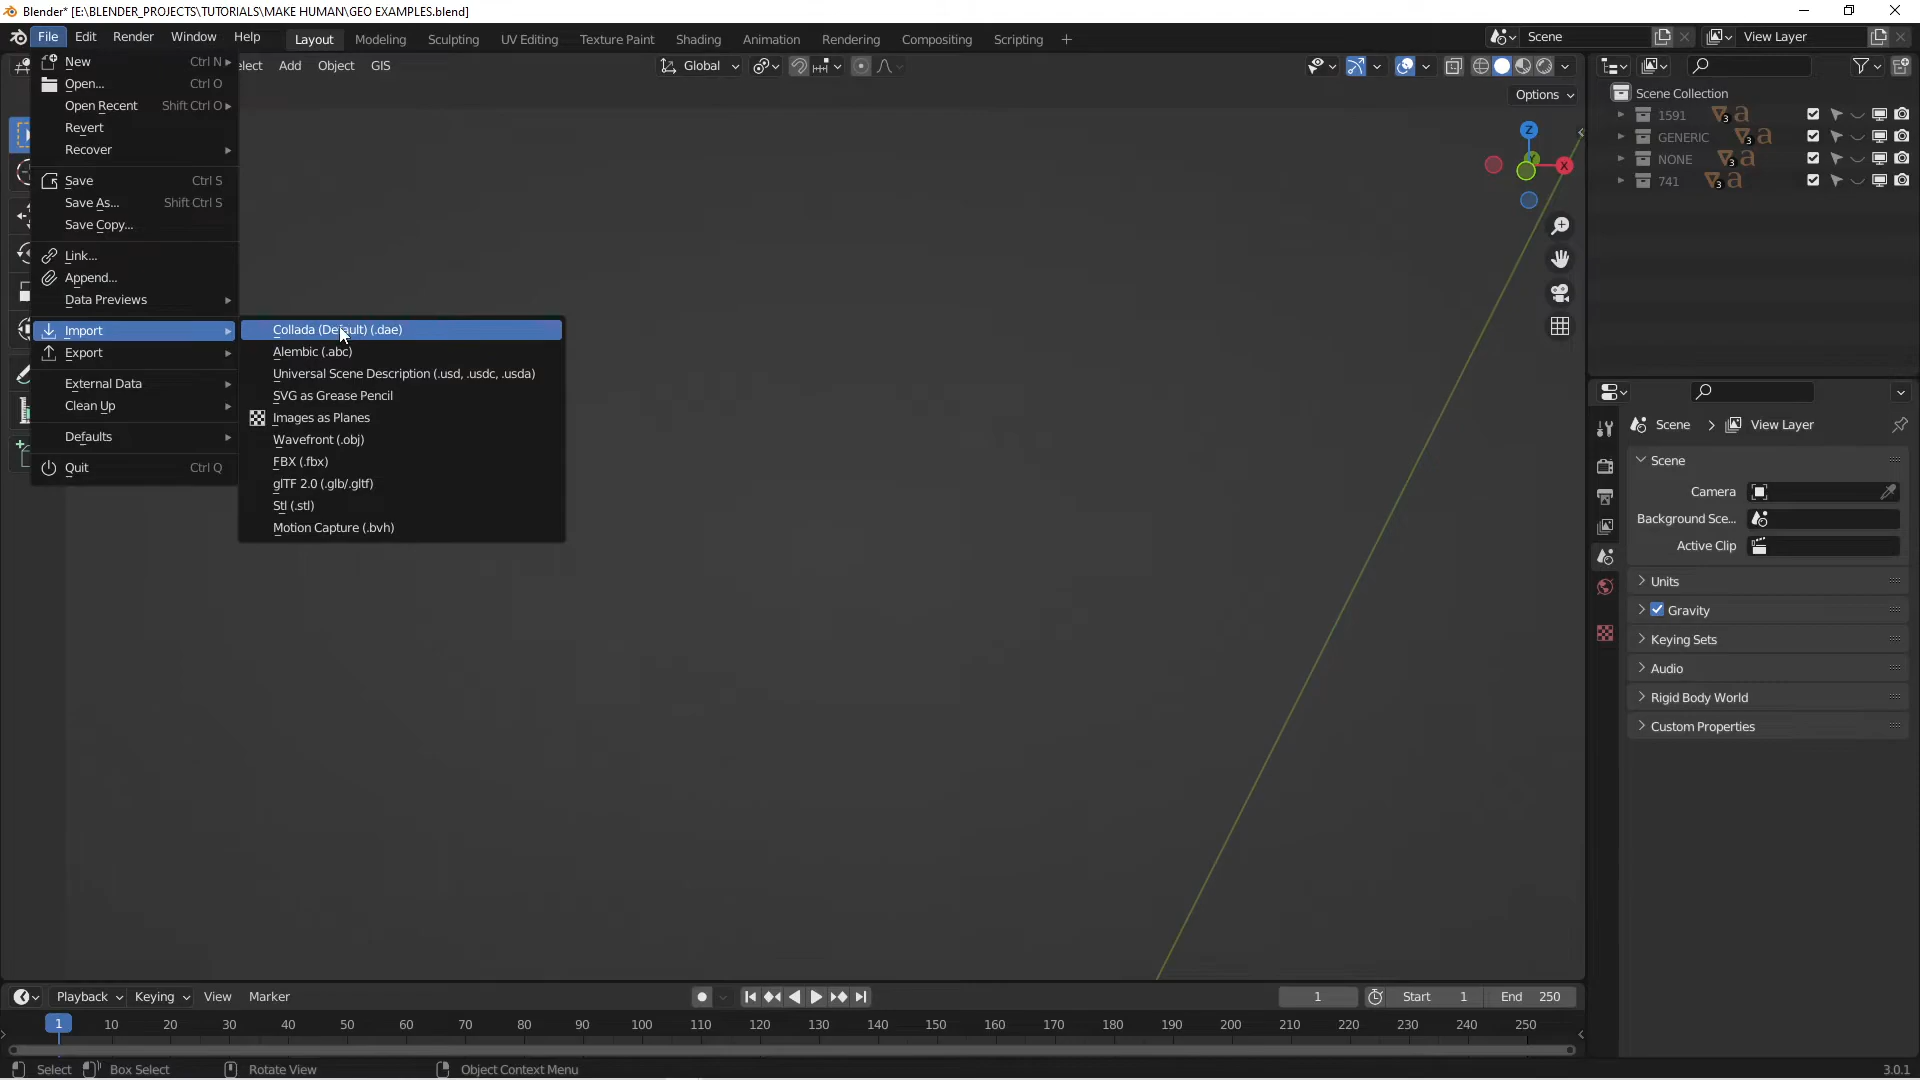 Blender* [E:\BLENDER_PROJECTS\TUTORIALS\MAKE HUMAN\GEO EXAMPLES.blend]
File Edit Render Window Help Layout Modeling Sculpting UV Editing Texture Paint Shading Animation Rendering Compositing Scripting + Scene View Layer
New Ctrl N
Open... Ctrl O
Open Recent Shift Ctrl O
Revert
Recover
Save Ctrl S
Save As... Shift Ctrl S
Save Copy...
Link...
Append...
Data Previews
Import
Export
External Data
Clean Up
Defaults
Quit Ctrl Q
Collada (Default) (.dae)
Alembic (.abc)
Universal Scene Description (.usd, .usdc, .usda)
SVG as Grease Pencil
Images as Planes
Wavefront (.obj)
FBX (.fbx)
glTF 2.0 (.glb/.gltf)
Stl (.stl)
Motion Capture (.bvh)
elect Add Object GIS Global
Options
Z
Y
X
Scene Collection
1591 3
GENERIC 3
NONE 3
741 3
Scene > View Layer
Scene
Camera
Background Sce...
Active Clip
Units
Gravity
Keying Sets
Audio
Rigid Body World
Custom Properties
Playback Keying View Marker 1 Start 1 End 250
1 10 20 30 40 50 60 70 80 90 100 110 120 130 140 150 160 170 180 190 200 210 220 230 240 250
Select Box Select Rotate View Object Context Menu 3.0.1